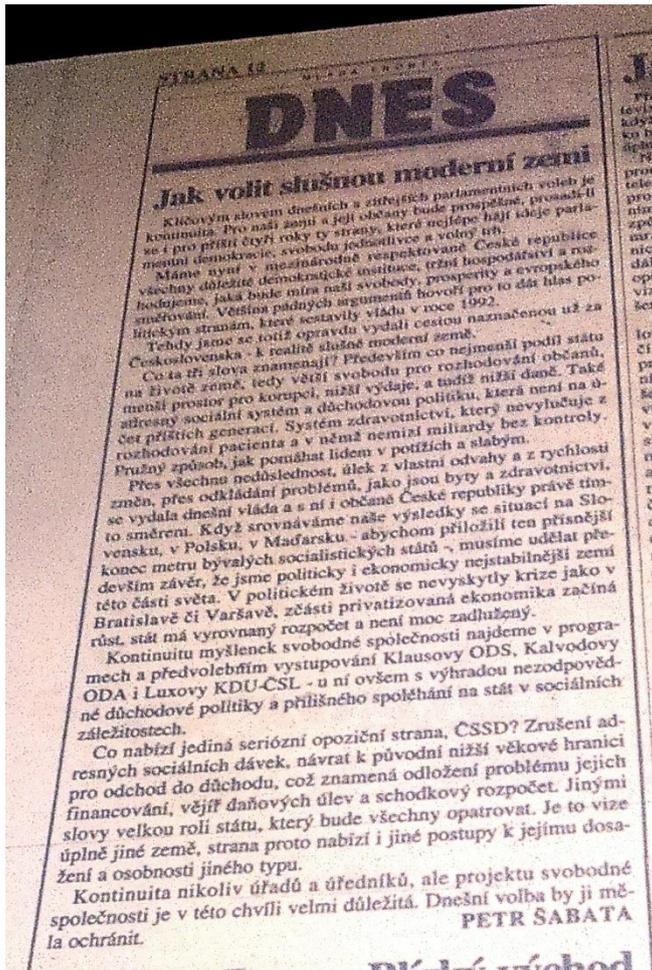 STRANA 12
MLADÁ FRONTA
DNES
Jak volit slušnou moderní zemi
Klíčovým slovem dnešních a zítřejších parlamentních voleb je
kontinuita. Pro naši zemi a její občany bude prospěšné, prosadí-li
se i pro příští čtyři roky ty strany, které nejlépe hájí ideje parla-
mentní demokracie, svobodu jednotlivce a volný trh.
Máme nyní v mezinárodně respektované České republice
všechny důležité demokratické instituce, tržní hospodářství a roz-
hodujeme, jaká bude míra naší svobody, prosperity a evropského
směřování. Většina pádných argumentů hovoří pro to dát hlas po-
litickým stranám, které sestavily vládu v roce 1992.
Tehdy jsme se totiž opravdu vydali cestou naznačenou už za
Československa - k realitě slušné moderní země.
Co ta tři slova znamenají? Především co nejmenší podíl státu
na životě země, tedy větší svobodu pro rozhodování občanů,
menší prostor pro korupci, nižší výdaje, a tudíž nižší daně. Také
adresný sociální systém a důchodovou politiku, která není na ú-
čet příštích generací. Systém zdravotnictví, který nevylučuje z
rozhodování pacienta a v němž nemizí miliardy bez kontroly.
Pružný způsob, jak pomáhat lidem v potížích a slabým.
Přes všechnu nedůslednost, úlek z vlastní odvahy a z rychlosti
změn, přes odkládání problémů, jako jsou byty a zdravotnictví,
se vydala dnešní vláda a s ní i občané České republiky právě tím-
to směrem. Když srovnáváme naše výsledky se situací na Slo-
vensku, v Polsku, v Maďarsku - abychom přiložili ten přísnější
konec metru bývalých socialistických států -, musíme udělat pře-
devším závěr, že jsme politicky i ekonomicky nejstabilnější zemí
této části světa. V politickém životě se nevyskytly krize jako v
Bratislavě či Varšavě, zčásti privatizovaná ekonomika začíná
růst, stát má vyrovnaný rozpočet a není moc zadlužený.
Kontinuitu myšlenek svobodné společnosti najdeme v progra-
mech a předvolebním vystupování Klausovy ODS, Kalvodovy
ODA i Luxovy KDU-ČSL - u ní ovšem s výhradou nezodpověd-
né důchodové politiky a přílišného spoléhání na stát v sociálních
záležitostech.
Co nabízí jediná seriózní opoziční strana, ČSSD? Zrušení ad-
resných sociálních dávek, návrat k původní nižší věkové hranici
pro odchod do důchodu, což znamená odložení problému jejich
financování, vějíř daňových úlev a schodkový rozpočet. Jinými
slovy velkou roli státu, který bude všechny opatrovat. Je to vize
úplně jiné země, strana proto nabízí i jiné postupy k jejímu dosa-
žení a osobnosti jiného typu.
Kontinuita nikoliv úřadů a úředníků, ale projektu svobodné
společnosti je v této chvíli velmi důležitá. Dnešní volba by ji mě-
la ochránit.
PETR ŠABATA